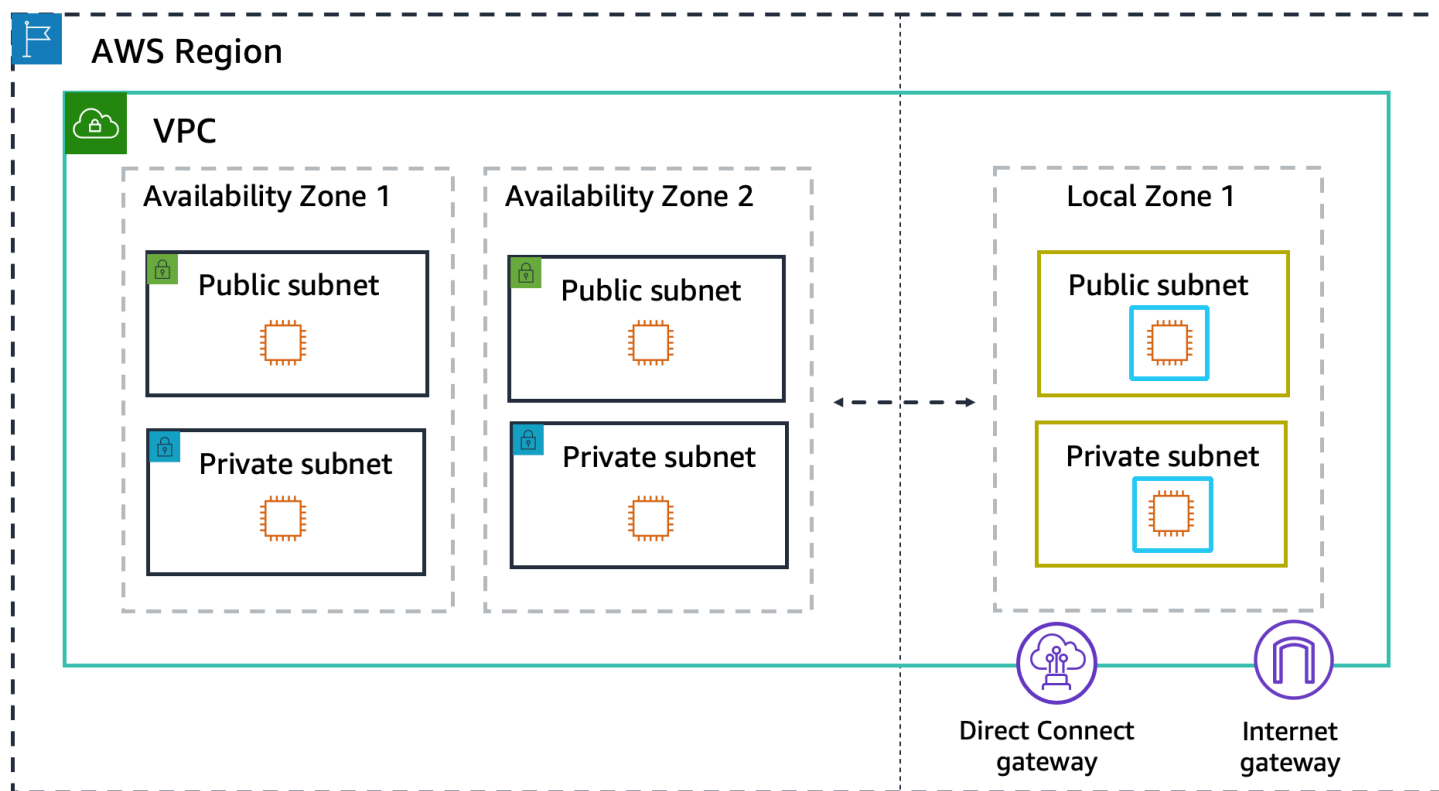 AWS Region
VPC
Availability Zone 1
Public subnet
Private subnet
Availability Zone 2
Public subnet
Private subnet
Local Zone 1
Public subnet
Private subnet
Direct Connect
gateway
Internet
gateway